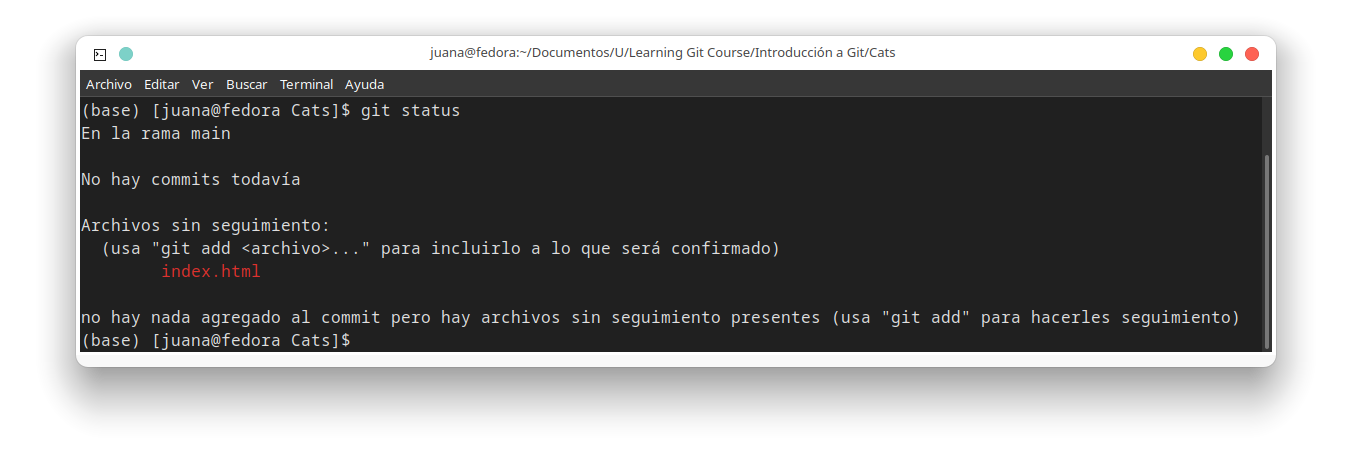 juana@fedora:~/Documentos/U/Learning Git Course/Introducción a Git/Cats
Archivo Editar Ver Buscar Terminal Ayuda
(base) [juana@fedora Cats]$ git status
En la rama main
No hay commits todavía
Archivos sin seguimiento:
(usa "git add <archivo>..." para incluirlo a lo que será confirmado)
index.html
no hay nada agregado al commit pero hay archivos sin seguimiento presentes (usa "git add" para hacerles seguimiento)
(base) [juana@fedora Cats]$